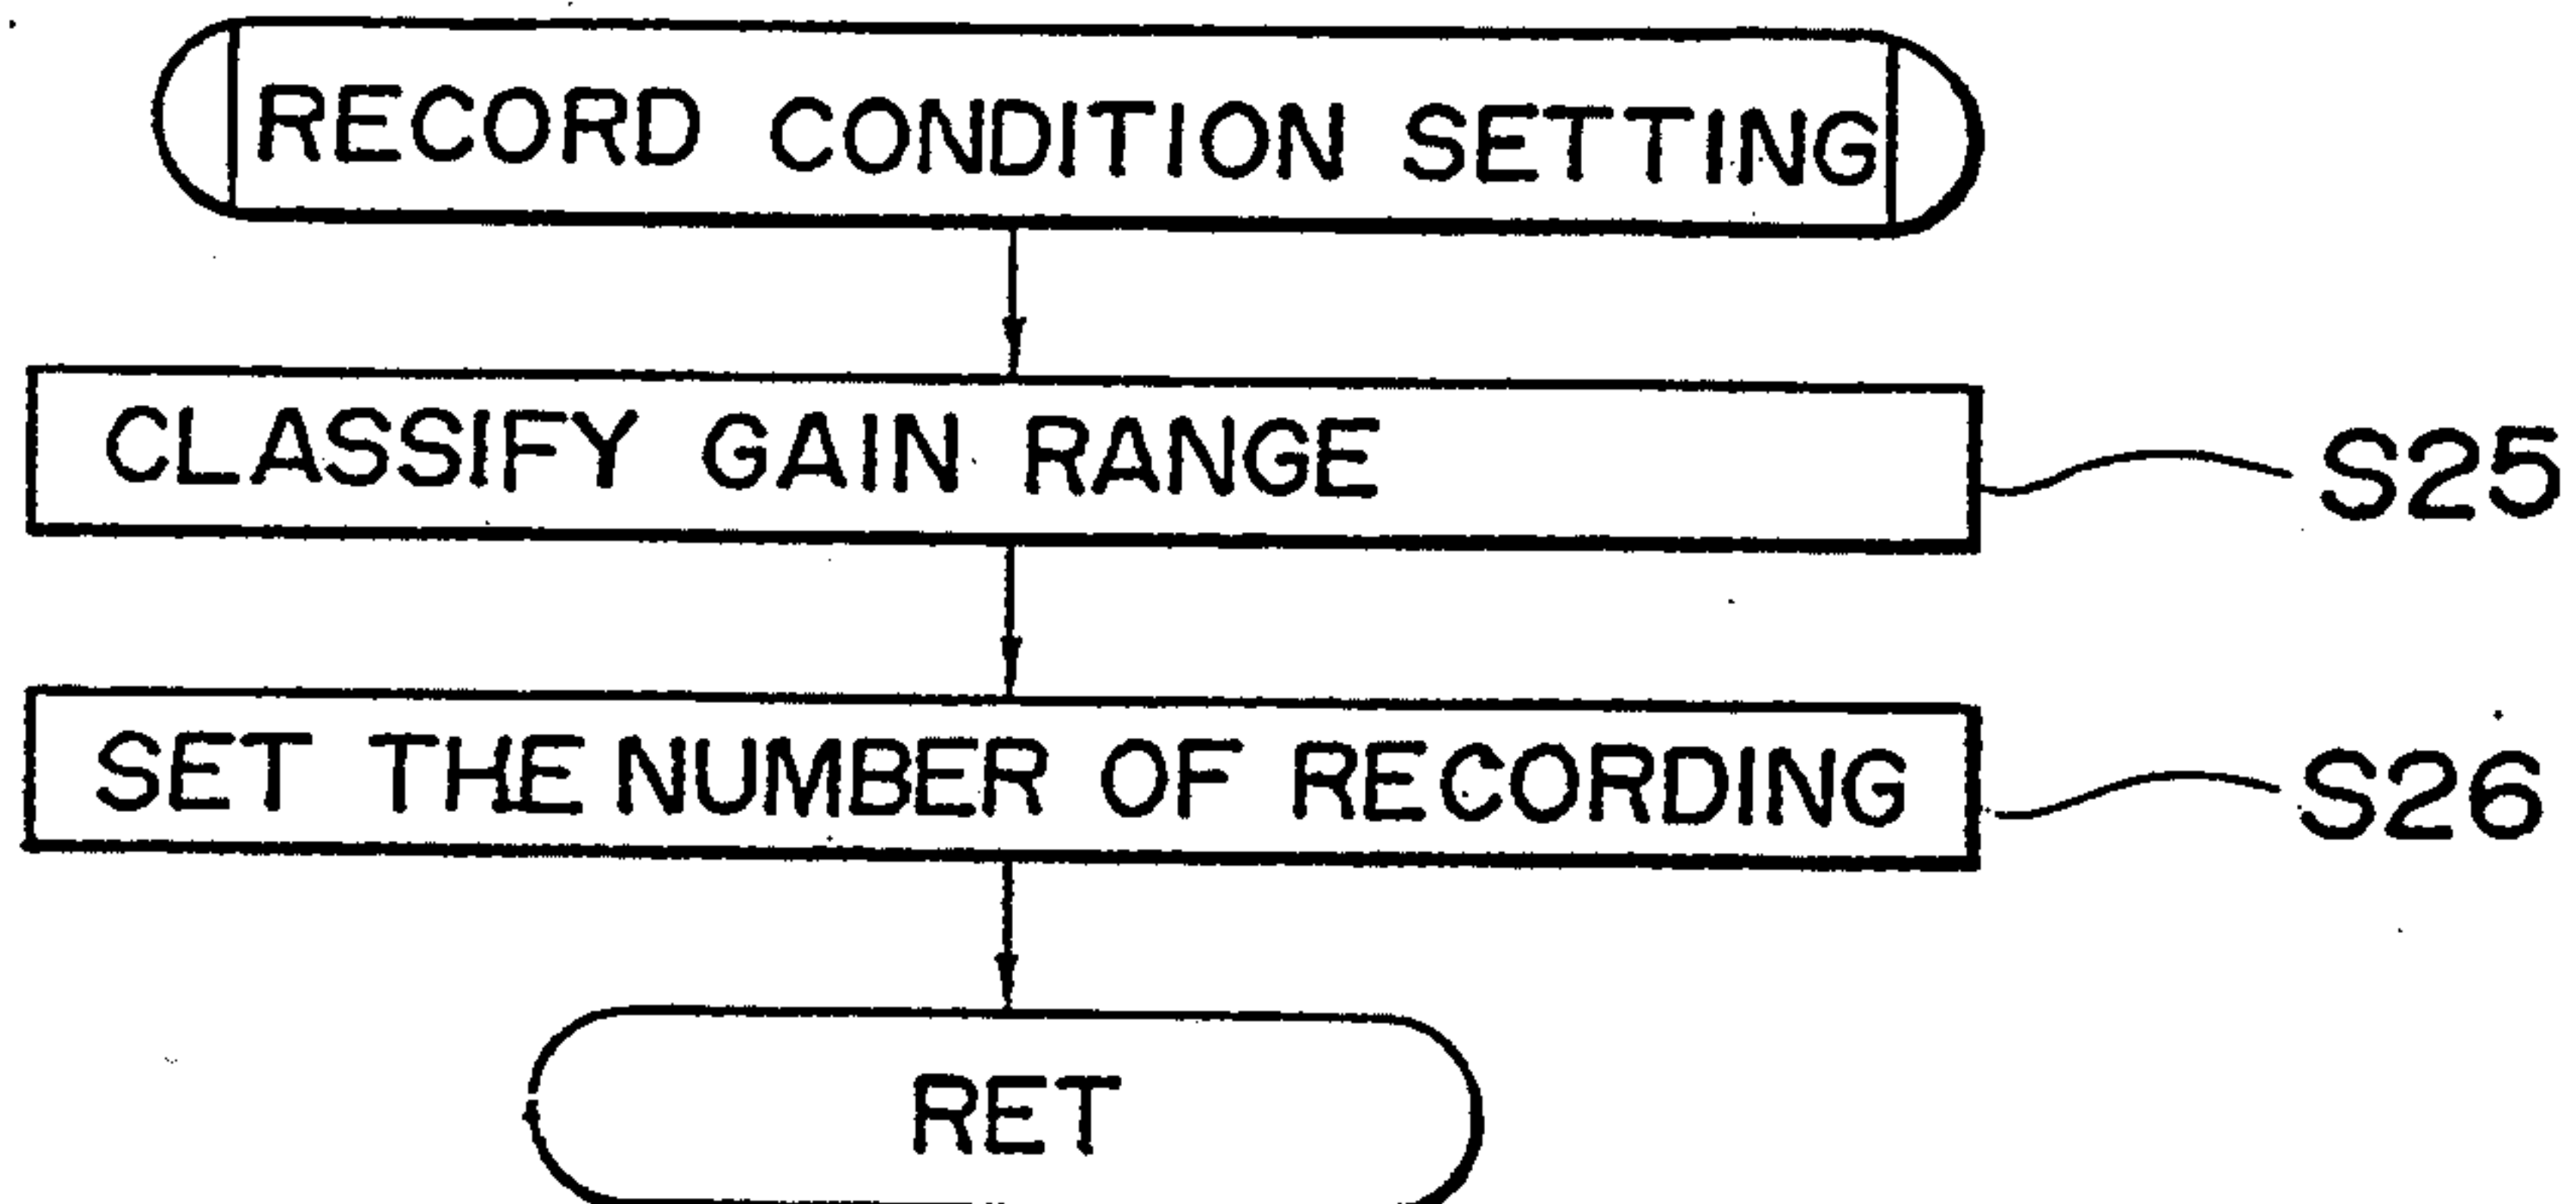 RECORD CONDITION SETTING
CLASSIFY GAIN RANGE
S25
SET THE NUMBER OF RECORDING
S26
RET